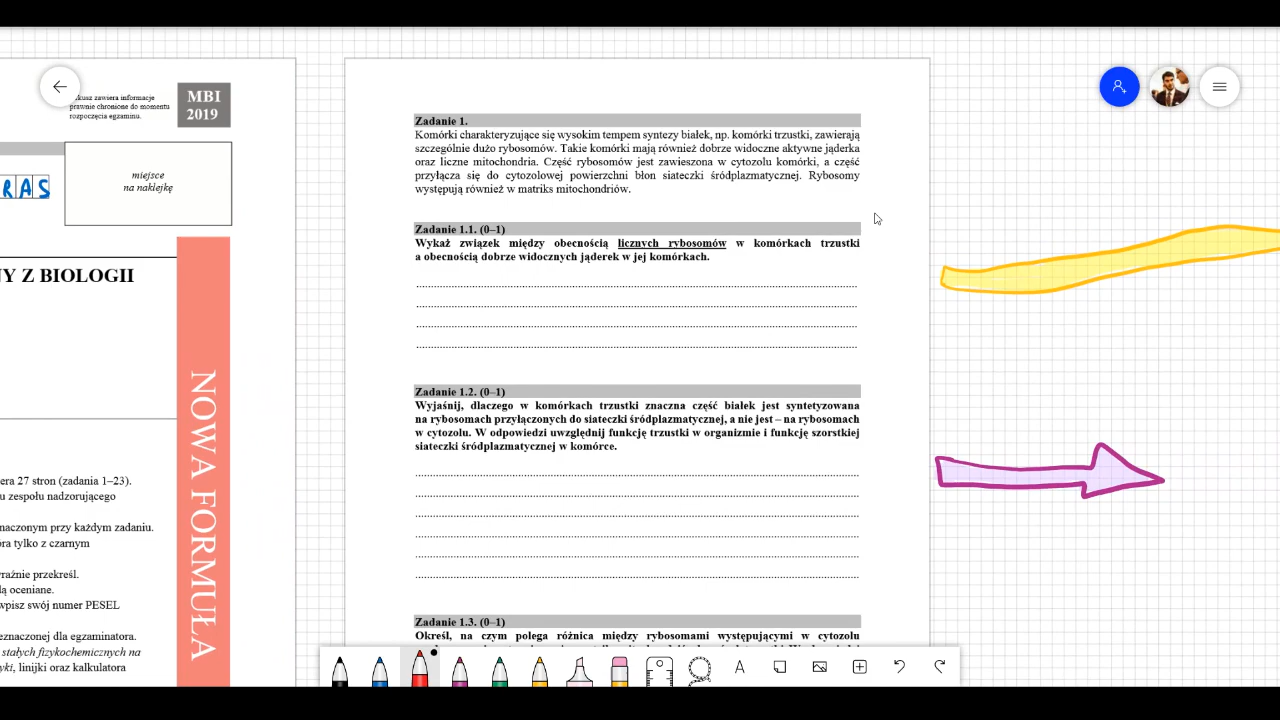 arkusz zawiera informacje
prawnie chronione do momentu
rozpoczęcia egzaminu.
MBI
2019
miejsce
na naklejkę
RAS
NY Z BIOLOGII
NOWA FORMUŁA
era 27 stron (zadania 1–23).
u zespołu nadzorującego
naczonym przy każdym zadaniu.
óra tylko z czarnym
raźnie przekreśl.
dą oceniane.
wpisz swój numer PESEL
eznaczonej dla egzaminatora.
stałych fizykochemicznych na
yki, linijki oraz kalkulatora
Zadanie 1.
Komórki charakteryzujące się wysokim tempem syntezy białek, np. komórki trzustki, zawierają
szczególnie dużo rybosomów. Takie komórki mają również dobrze widoczne aktywne jąderka
oraz liczne mitochondria. Część rybosomów jest zawieszona w cytozolu komórki, a część
przyłącza się do cytozolowej powierzchni błon siateczki śródplazmatycznej. Rybosomy
występują również w matriks mitochondriów.
Zadanie 1.1. (0–1)
Wykaż związek między obecnością licznych rybosomów w komórkach trzustki
a obecnością dobrze widocznych jąderek w jej komórkach.
Zadanie 1.2. (0–1)
Wyjaśnij, dlaczego w komórkach trzustki znaczna część białek jest syntetyzowana
na rybosomach przyłączonych do siateczki śródplazmatycznej, a nie jest – na rybosomach
w cytozolu. W odpowiedzi uwzględnij funkcję trzustki w organizmie i funkcję szorstkiej
siateczki śródplazmatycznej w komórce.
Zadanie 1.3. (0–1)
Określ, na czym polega różnica między rybosomami występującymi w cytozolu
A